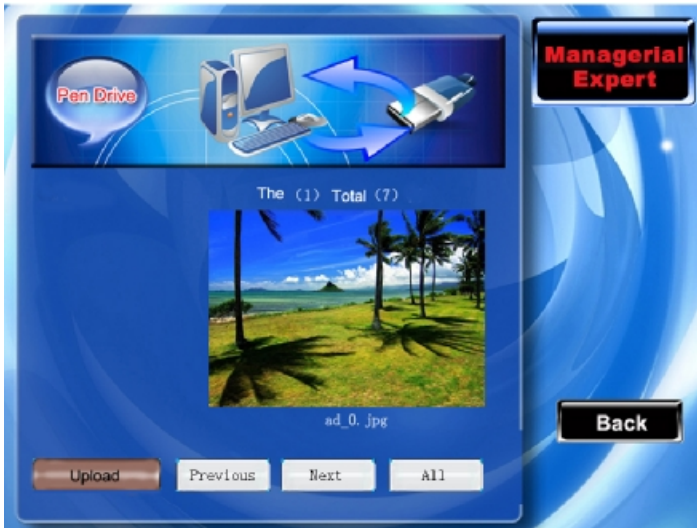 Pen Drive
Managerial
Expert
The (1) Total (7)
ad_0. jpg
Back
Upload
Previous
Next
All